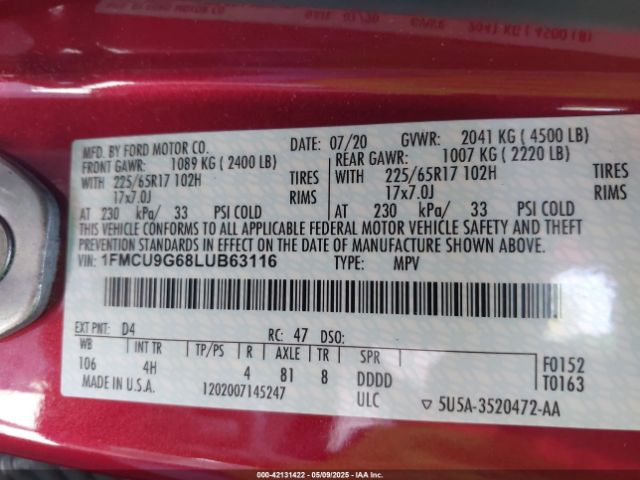 MFD. BY FORD MOTOR CO. DATE: 07/20 GVWR: 2041 KG ( 4500 LB)
FRONT GAWR: 1089 KG ( 2400 LB) REAR GAWR: 1007 KG ( 2220 LB)
WITH 225/65R17 102H TIRES WITH 225/65R17 102H TIRES
17x7.0J RIMS 17x7.0J RIMS
AT 230 kPa/ 33 PSI COLD AT 230 kPa/ 33 PSI COLD
THIS VEHICLE CONFORMS TO ALL APPLICABLE FEDERAL MOTOR VEHICLE SAFETY AND THEFT
PREVENTION STANDARDS IN EFFECT ON THE DATE OF MANUFACTURE SHOWN ABOVE.
VIN: 1FMCU9G68LUB63116 TYPE: MPV
EXT PNT: D4 RC: 47 DSO:
WB INT TR TP/PS R AXLE TR SPR
106 4H 4 81 8 DDDD
F0152
T0163
MADE IN U.S.A. 1202007145247 ULC ▽ 5U5A-3520472-AA
000-42131422 - 05/09/2025 - IAAI.CA